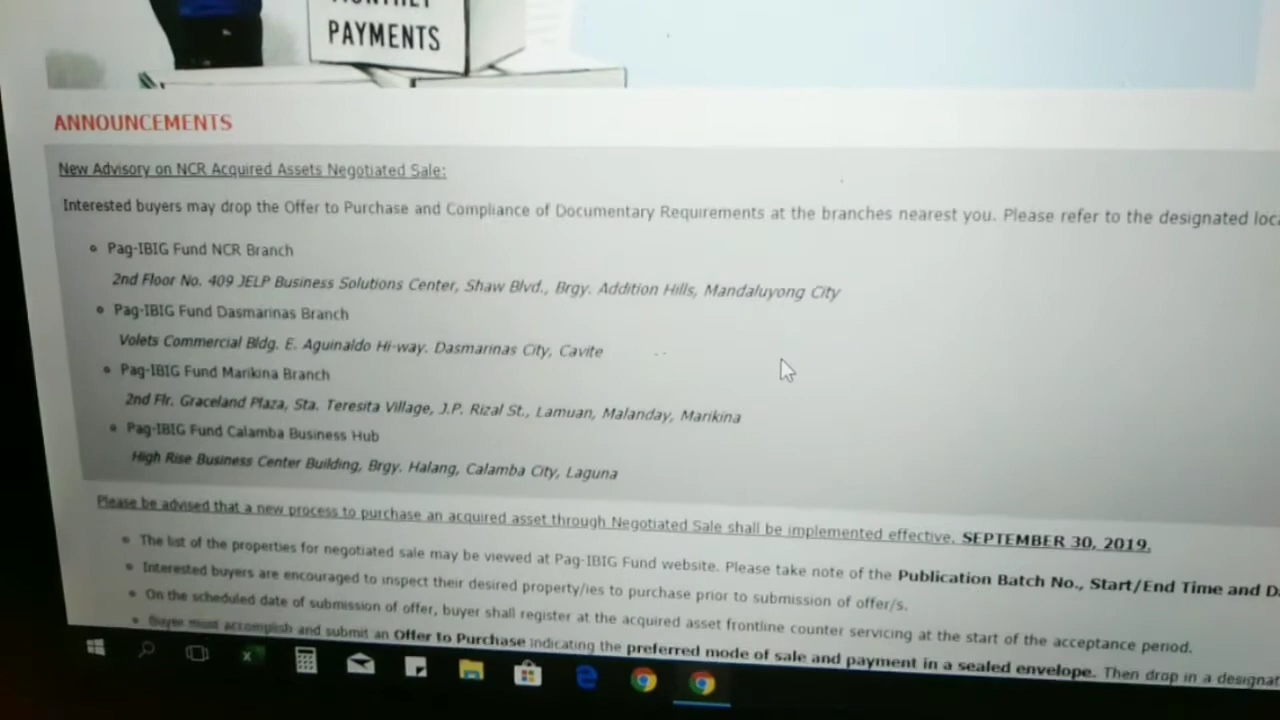 MONTHLY
PAYMENTS
ANNOUNCEMENTS
New Advisory on NCR Acquired Assets Negotiated Sale:
Interested buyers may drop the Offer to Purchase and Compliance of Documentary Requirements at the branches nearest you. Please refer to the designated
Pag-IBIG Fund NCR Branch
2nd Floor No. 409 JELP Business Solutions Center, Shaw Blvd., Brgy. Addition Hills, Mandaluyong City
Pag-IBIG Fund Dasmarinas Branch
Volets Commercial Bldg. E. Aguinaldo Hi-way. Dasmarinas City, Cavite
Pag-IBIG Fund Marikina Branch
2nd Flr. Graceland Plaza, Sta. Teresita Village, J.P. Rizal St., Lamuan, Malanday, Marikina
Pag-IBIG Fund Calamba Business Hub
High Rise Business Center Building, Brgy. Halang, Calamba City, Laguna
Please be advised that a new process to purchase an acquired asset through Negotiated Sale shall be implemented effective, SEPTEMBER 30, 2019.
The list of the properties for negotiated sale may be viewed at Pag-IBIG Fund website. Please take note of the Publication Batch No., Start/End Time and
Interested buyers are encouraged to inspect their desired property/ies to purchase prior to submission of offer/s.
On the scheduled date of submission of offer, buyer shall register at the acquired asset frontline counter servicing at the start of the acceptance period.
Buyer must accomplish and submit an Offer to Purchase indicating the preferred mode of sale and payment in a sealed envelope. Then drop in a